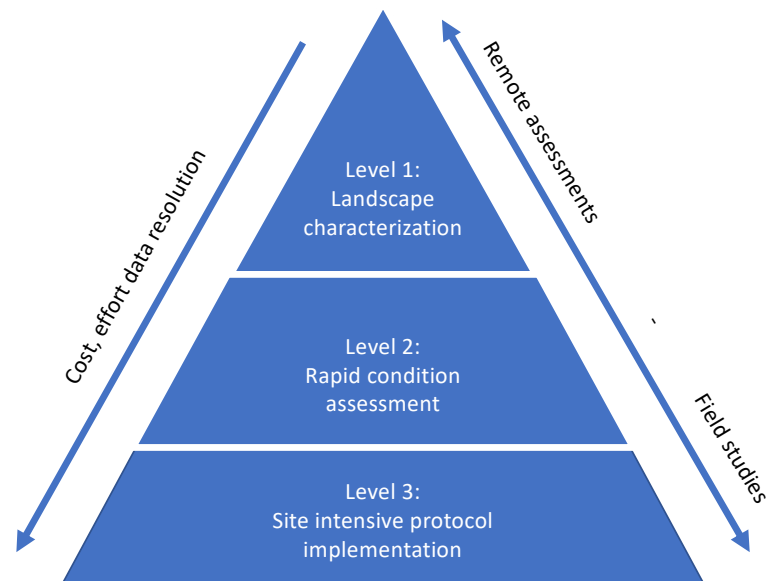 Level 1:
Landscape
characterization
Level 2:
Rapid condition
assessment
Level 3:
Site intensive protocol
implementation
Cost, effort data resolution
Remote assessments
-
Field studies